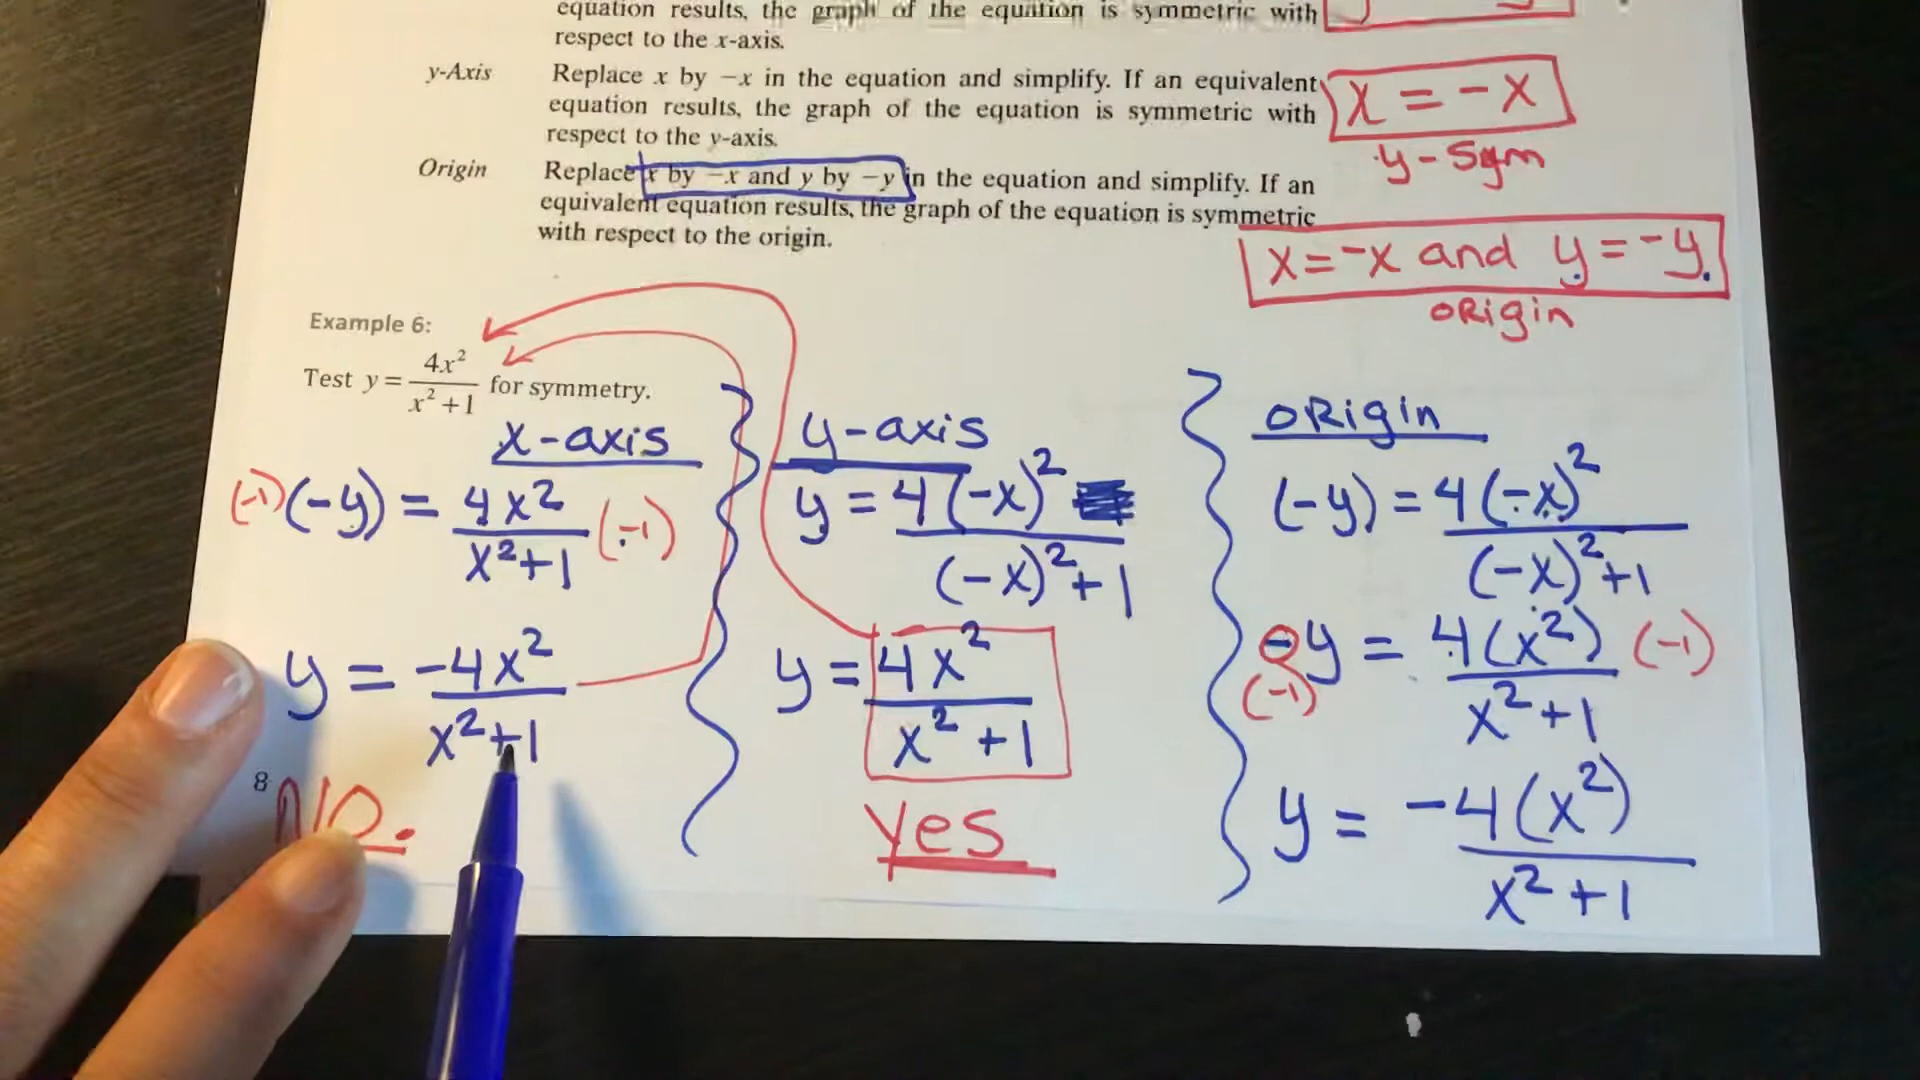 equation results, the graph of the equation is symmetric with
respect to the x-axis.
y-Axis Replace x by −x in the equation and simplify. If an equivalent
equation results, the graph of the equation is symmetric with
respect to the y-axis.
x = -x
y - sym
Origin Replace x by −x and y by −y in the equation and simplify. If an
equivalent equation results, the graph of the equation is symmetric
with respect to the origin.
x = -x and y = -y
origin
Example 6:
Test y = 4x²/(x² + 1) for symmetry.
x-axis
(-1)(-y) = 4x²/(x²+1) (-1)
y = -4x²/(x²+1)
No.
8
y-axis
y = 4(-x)²/((-x)²+1)
y = 4x²/(x²+1)
Yes
origin
(-y) = 4(-x)²/((-x)²+1)
(-1) -y = 4(x²)/(x²+1) (-1)
y = -4(x²)/(x²+1)